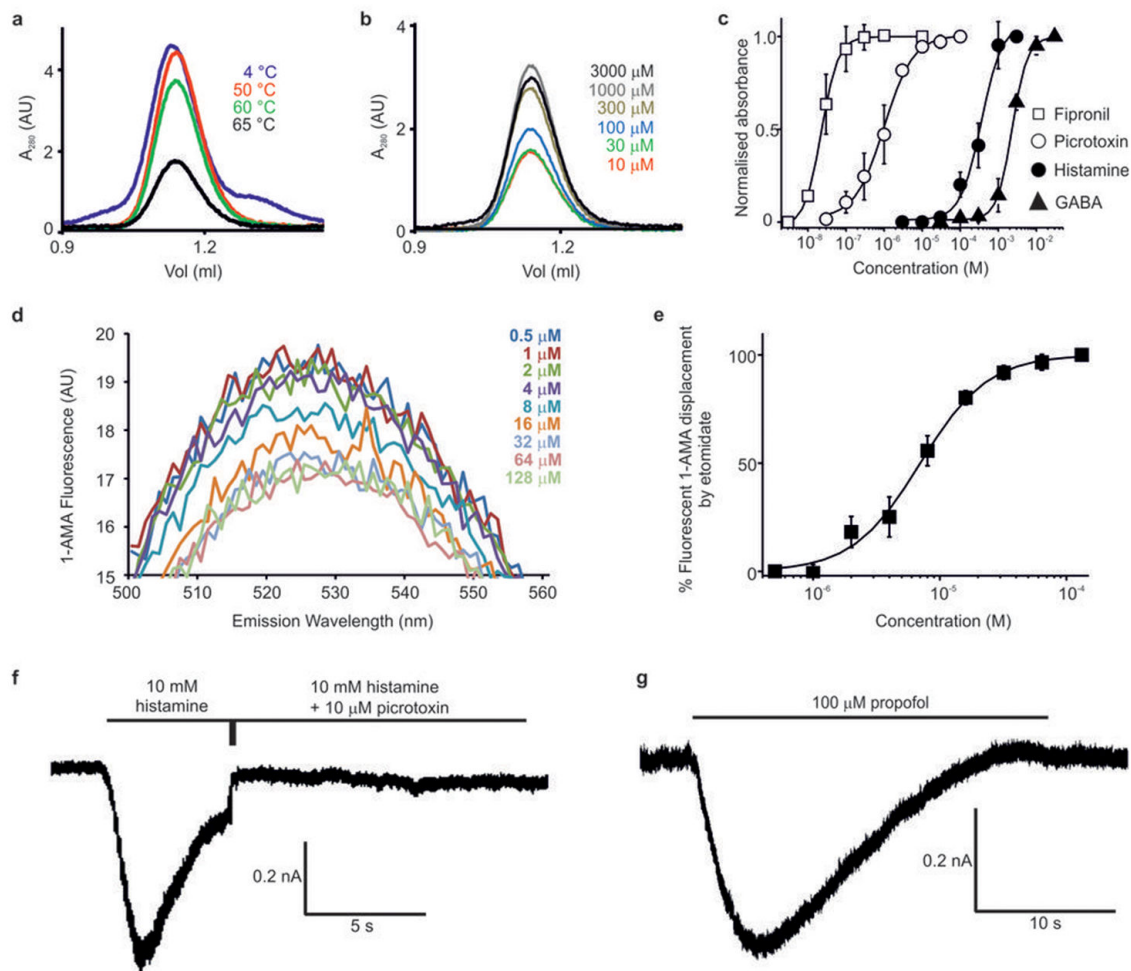 a
4
2
0
0.9
1.2
A280 (AU)
Vol (ml)
4 °C
50 °C
60 °C
65 °C
b
4
2
0
0.9
1.2
A280 (AU)
Vol (ml)
3000 µM
1000 µM
300 µM
100 µM
30 µM
10 µM
c
1.0
0.5
0
Normalised absorbance
10⁻⁸ 10⁻⁷ 10⁻⁶ 10⁻⁵ 10⁻⁴ 10⁻³ 10⁻²
Concentration (M)
Fipronil
Picrotoxin
Histamine
GABA
d
20
19
18
17
16
15
1-AMA Fluorescence (AU)
500 510 520 530 540 550 560
Emission Wavelength (nm)
0.5 µM
1 µM
2 µM
4 µM
8 µM
16 µM
32 µM
64 µM
128 µM
e
100
50
0
% Fluorescent 1-AMA displacement
by etomidate
10⁻⁶ 10⁻⁵ 10⁻⁴
Concentration (M)
f
10 mM
histamine
10 mM histamine
+ 10 µM picrotoxin
0.2 nA
5 s
g
100 µM propofol
0.2 nA
10 s